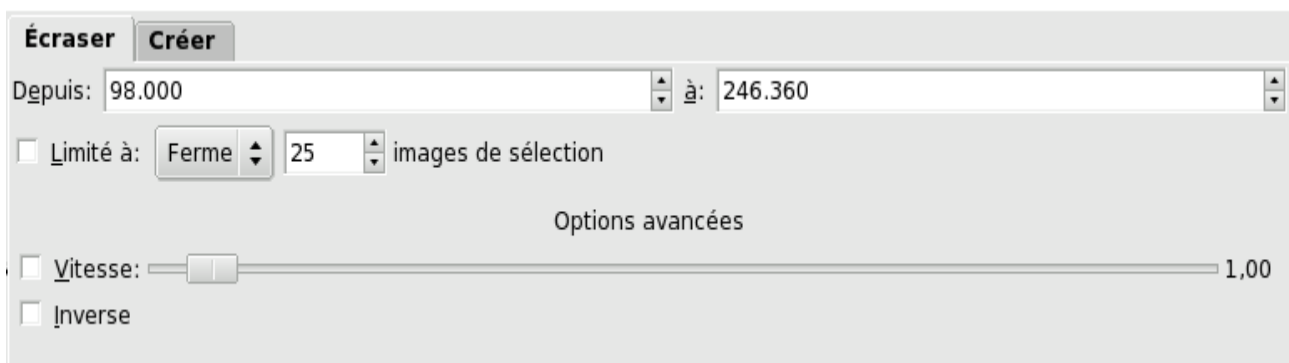 Écraser Créer
Depuis: 98.000 à: 246.360
Limité à: Ferme 25 images de sélection
Options avancées
Vitesse: 1,00
Inverse